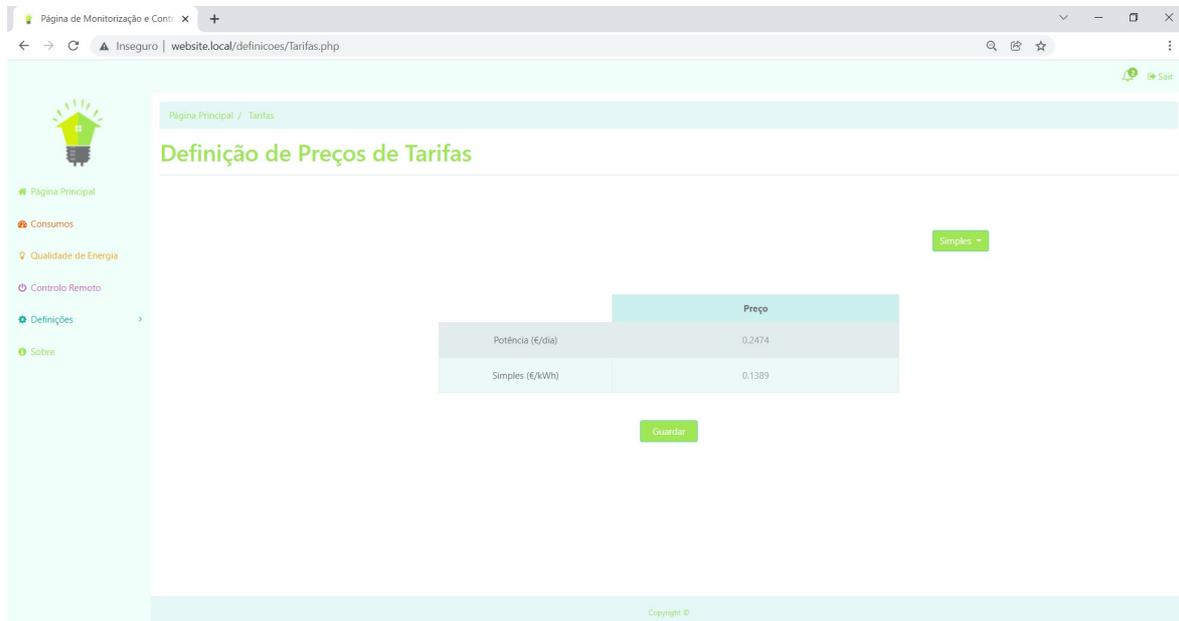 Página de Monitorização e Contr
Inseguro | website.local/definicoes/Tarifas.php
2
Sair
Página Principal / Tarifas
Definição de Preços de Tarifas
Página Principal
Consumos
Qualidade de Energia
Controlo Remoto
Definições
Sobre
Simples
Preço
Potência (€/dia) 0.2474
Simples (€/kWh) 0.1389
Guardar
Copyright ©